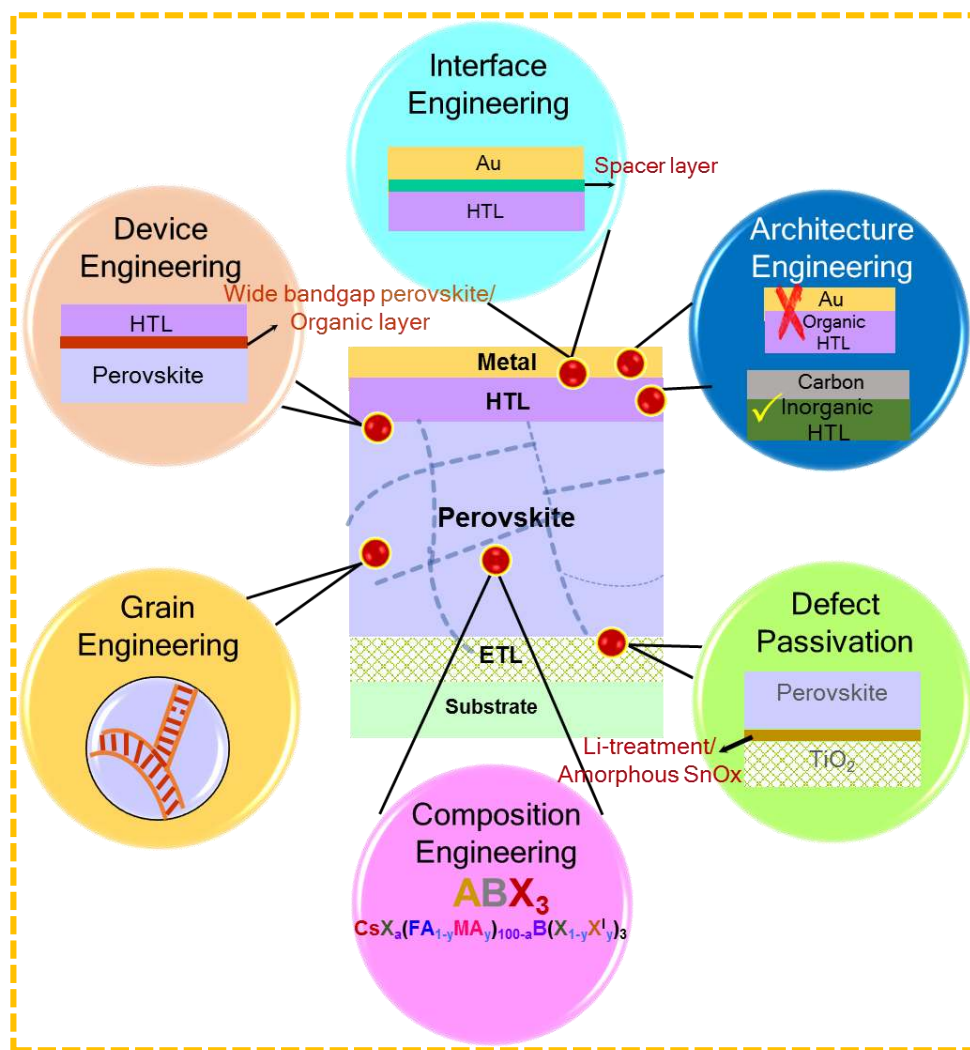 Interface
Engineering
Au
HTL
Spacer layer
Device
Engineering
HTL
Perovskite
Wide bandgap perovskite/
Organic layer
Architecture
Engineering
Au
Organic
HTL
Carbon
Inorganic
HTL
Metal
HTL
Perovskite
ETL
Substrate
Grain
Engineering
Defect
Passivation
Perovskite
TiO₂
Li-treatment/
Amorphous SnOx
Composition
Engineering
ABX₃
CsXₐ(FA₁₋yMAy)₁₀₀₋ₐB(X₁₋yXᴵy)₃